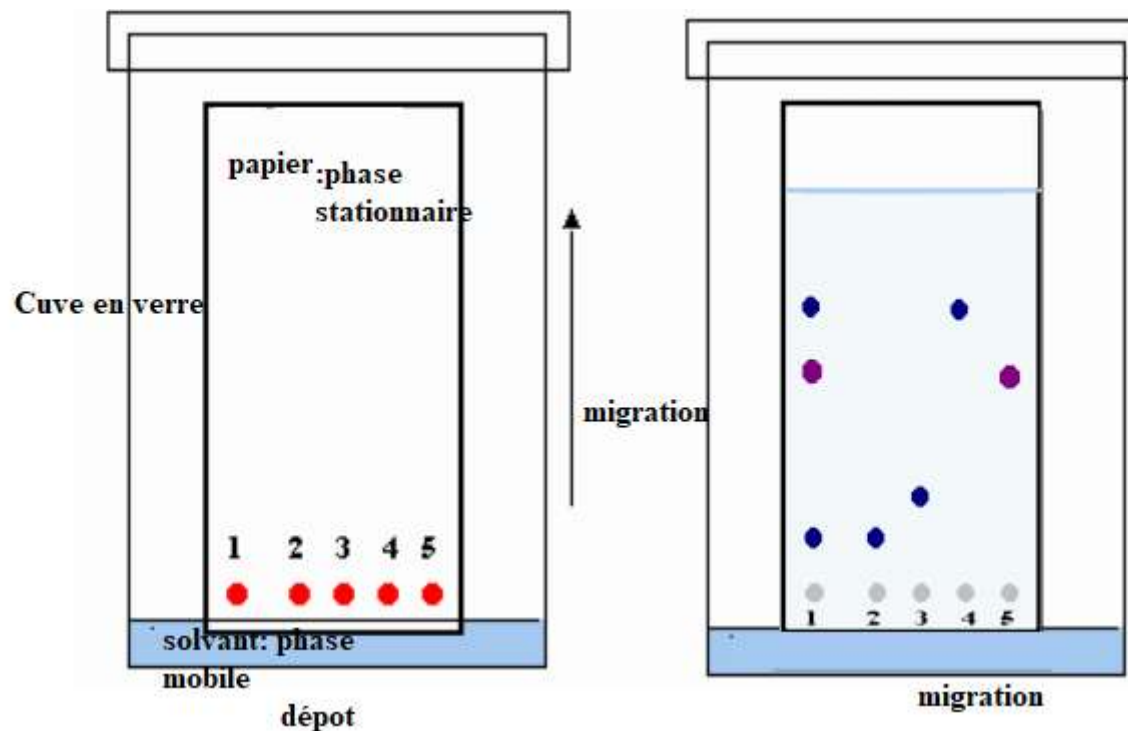 papier :phase
stationnaire
Cuve en verre
migration
1 2 3 4 5
solvant: phase
mobile
dépot
1 2 3 4 5
migration